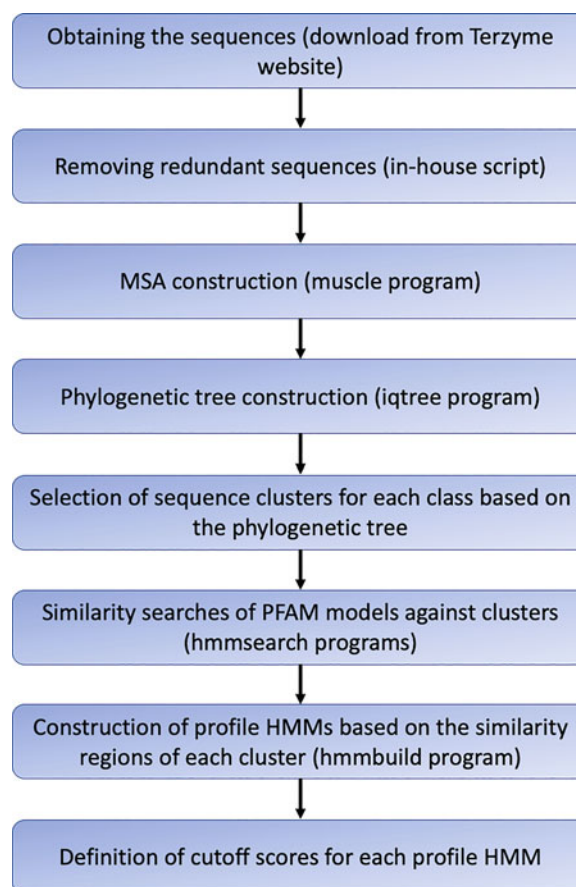 Obtaining the sequences (download from Terzyme
website)
Removing redundant sequences (in-house script)
MSA construction (muscle program)
Phylogenetic tree construction (iqtree program)
Selection of sequence clusters for each class based on
the phylogenetic tree
Similarity searches of PFAM models against clusters
(hmmsearch programs)
Construction of profile HMMs based on the similarity
regions of each cluster (hmmbuild program)
Definition of cutoff scores for each profile HMM